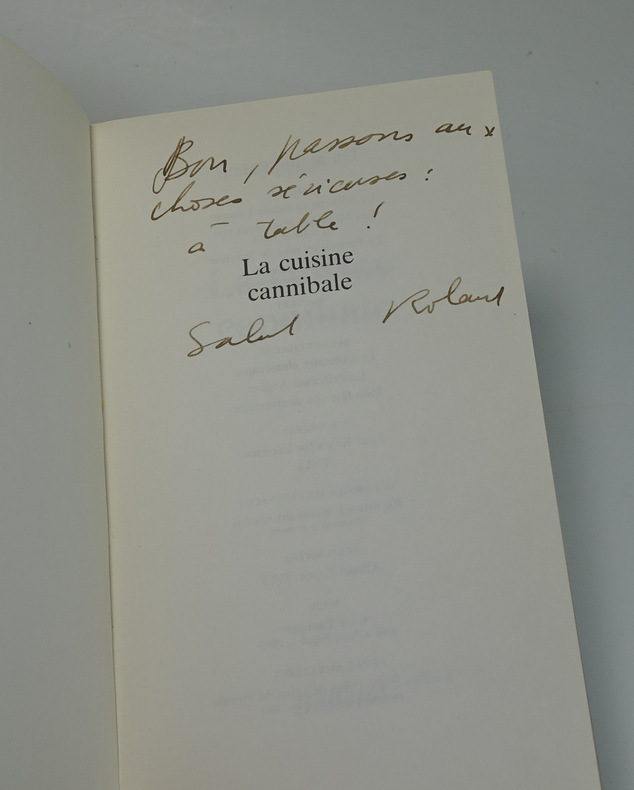 Bon, passons aux
choses sérieuses :
à table !
La cuisine
cannibale
Salut Roland